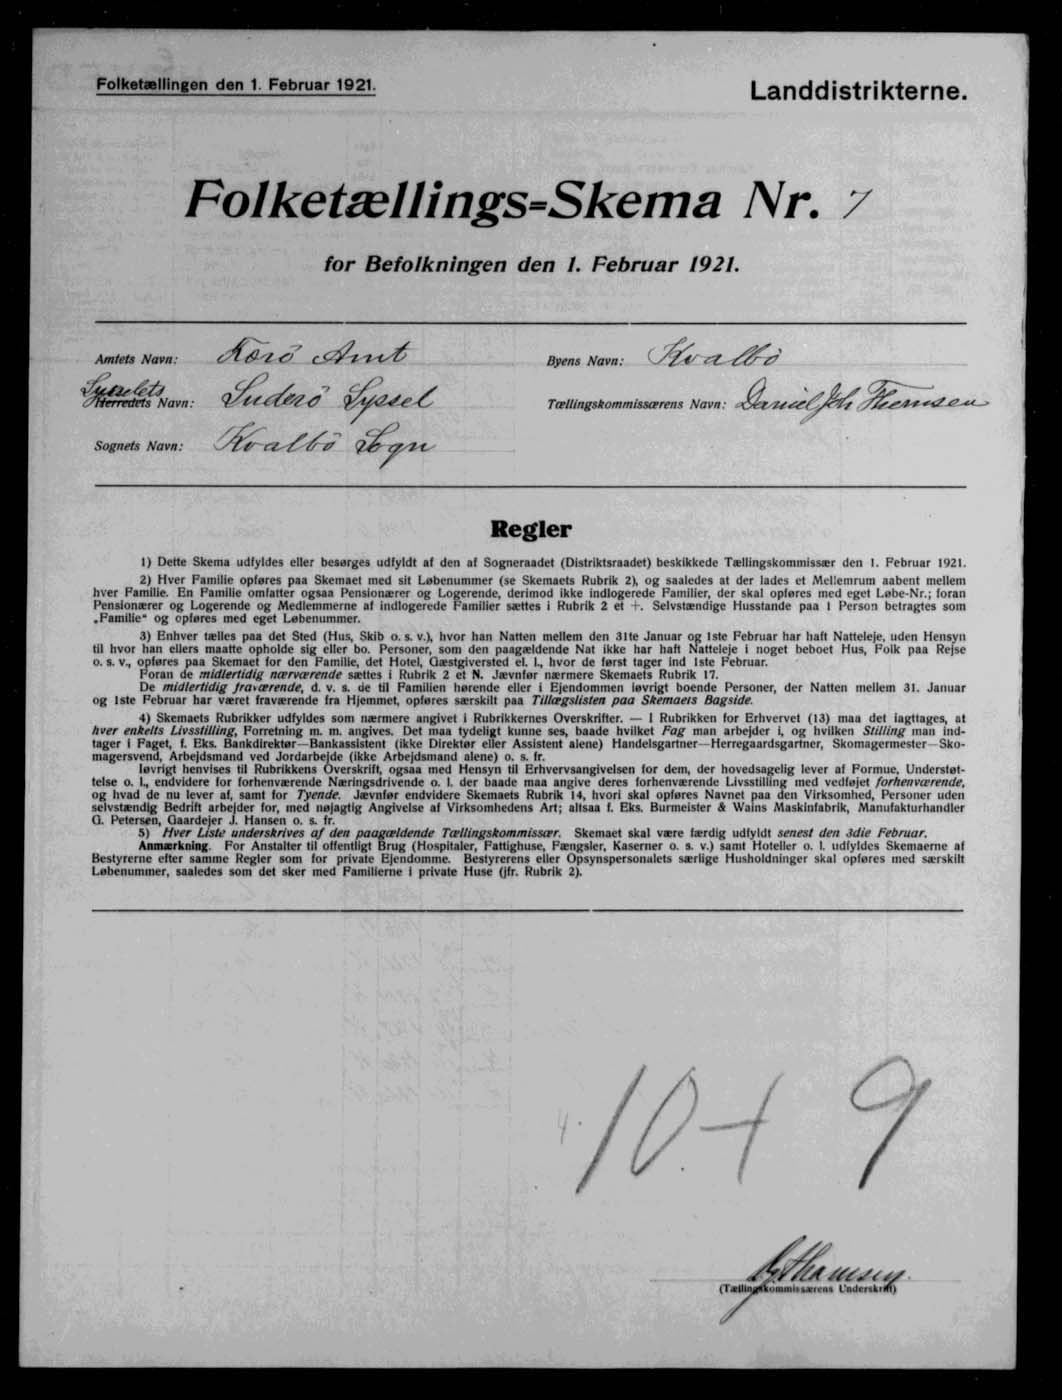 Folketællingen den 1. Februar 1921.
Landdistrikterne.
Folketællings=Skema Nr. 7
for Befolkningen den 1. Februar 1921.
Amtets Navn: Færö Amt
Byens Navn: Kvalbö
Sysselets
Herredets Navn: Suderö Syssel
Tællingskommissærens Navn: Daniel Joh Thomsen
Sognets Navn: Kvalbö Sogn
Regler
1) Dette Skema udfyldes eller besørges udfyldt af den af Sogneraadet (Distriktsraadet) beskikkede Tællingskommissær den 1. Februar 1921.
2) Hver Familie opføres paa Skemaet med sit Løbenummer (se Skemaets Rubrik 2), og saaledes at der lades et Mellemrum aabent mellem
hver Familie. En Familie omfatter ogsaa Pensionærer og Logerende, derimod ikke indlogerede Familier, der skal opføres med eget Løbe-Nr.; foran
Pensionærer og Logerende og Medlemmerne af indlogerede Familier sættes i Rubrik 2 et +. Selvstændige Husstande paa 1 Person betragtes som
„Familie" og opføres med eget Løbenummer.
3) Enhver tælles paa det Sted (Hus, Skib o. s. v.), hvor han Natten mellem den 31te Januar og 1ste Februar har haft Natteleje, uden Hensyn
til hvor han ellers maatte opholde sig eller bo. Personer, som den paagældende Nat ikke har haft Natteleje i noget beboet Hus, Folk paa Rejse
o. s. v., opføres paa Skemaet for den Familie, det Hotel, Gæstgiversted el. l., hvor de først tager ind 1ste Februar.
Foran de midlertidig nærværende sættes i Rubrik 2 et N. Jævnfør nærmere Skemaets Rubrik 17.
De midlertidig fraværende, d. v. s. de til Familien hørende eller i Ejendommen iøvrigt boende Personer, der Natten mellem 31. Januar
og 1ste Februar har været fraværende fra Hjemmet, opføres særskilt paa Tillægslisten paa Skemaets Bagside.
4) Skemaets Rubrikker udfyldes som nærmere angivet i Rubrikkernes Overskrifter. — I Rubrikken for Erhvervet (13) maa det iagttages, at
hver enkelts Livsstilling, Forretning m. m. angives. Det maa tydeligt kunne ses, baade hvilket Fag man arbejder i, og hvilken Stilling man ind-
tager i Faget, f. Eks. Bankdirektør—Bankassistent (ikke Direktør eller Assistent alene) Handelsgartner—Herregaardsgartner, Skomagermester—Sko-
magersvend, Arbejdsmand ved Jordarbejde (ikke Arbejdsmand alene) o. s. fr.
Iøvrigt henvises til Rubrikkens Overskrift, ogsaa med Hensyn til Erhvervsangivelsen for dem, der hovedsagelig lever af Formue, Understøt-
telse o. l., endvidere for forhenværende Næringsdrivende o. l. der baade maa angive deres forhenværende Livsstilling med vedføjet forhenværende,
og hvad de nu lever af, samt for Tyende. Jævnfør endvidere Skemaets Rubrik 14, hvori skal opføres Navnet paa den Virksomhed, Personer uden
selvstændig Bedrift arbejder for, med nøjagtig Angivelse af Virksomhedens Art; altsaa f. Eks. Burmeister & Wains Maskinfabrik, Manufakturhandler
G. Petersen, Gaardejer J. Hansen o. s. fr.
5) Hver Liste underskrives af den paagældende Tællingskommissær. Skemaet skal være færdig udfyldt senest den 3die Februar.
Anmærkning. For Anstalter til offentligt Brug (Hospitaler, Fattighuse, Fængsler, Kaserner o. s. v.) samt Hoteller o. l. udfyldes Skemaerne af
Bestyrerne efter samme Regler som for private Ejendomme. Bestyrerens eller Opsynspersonalets særlige Husholdninger skal opføres med særskilt
Løbenummer, saaledes som det sker med Familierne i private Huse (jfr. Rubrik 2).
4. 10 + 9
DJThomsen.
(Tællingskommissærens Underskrift)